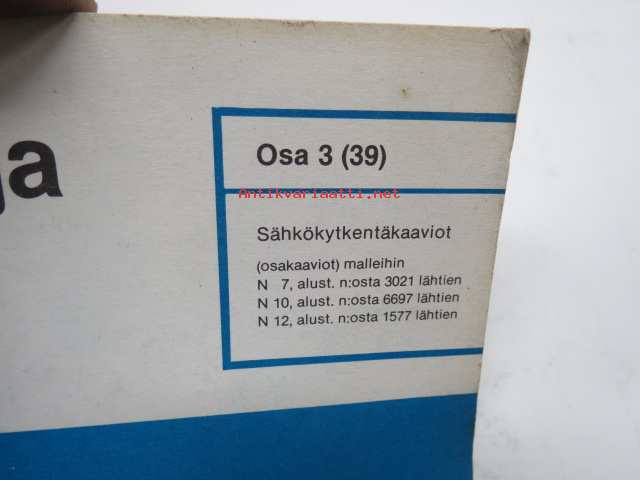 ja
Osa 3 (39)
Antikvariaatti.net
Sähkökytkentäkaaviot
(osakaaviot) malleihin
N 7, alust. n:osta 3021 lähtien
N 10, alust. n:osta 6697 lähtien
N 12, alust. n:osta 1577 lähtien